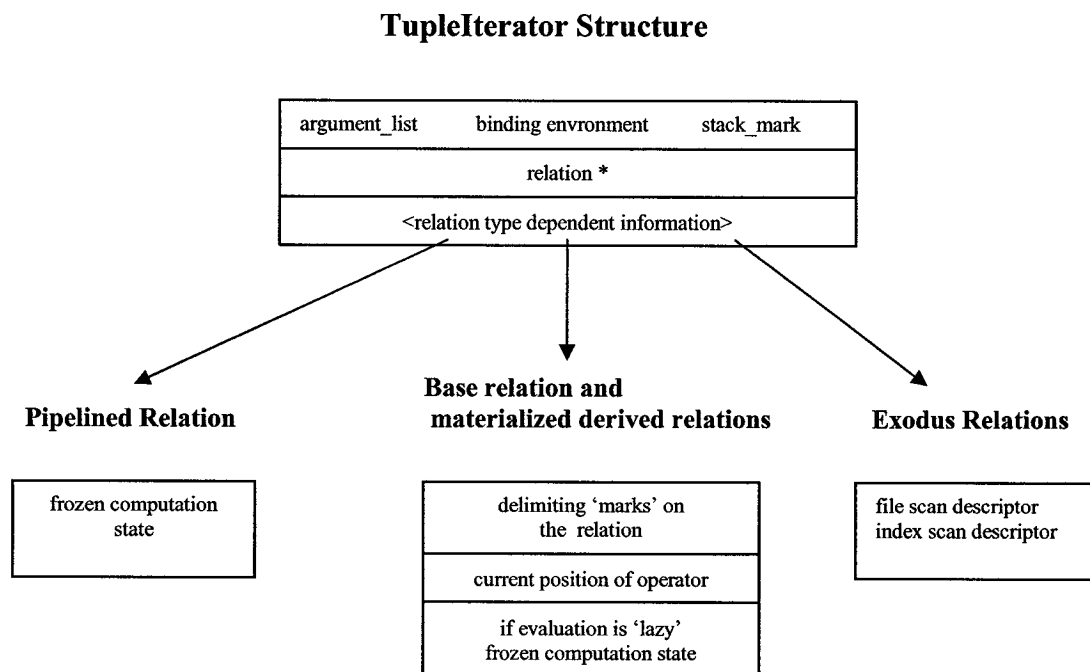 TupleIterator Structure
argument_list binding envronment stack_mark
relation *
<relation type dependent information>
Pipelined Relation
Base relation and
materialized derived relations
Exodus Relations
frozen computation
state
delimiting ‘marks’ on
the relation
current position of operator
if evaluation is ‘lazy’
frozen computation state
file scan descriptor
index scan descriptor